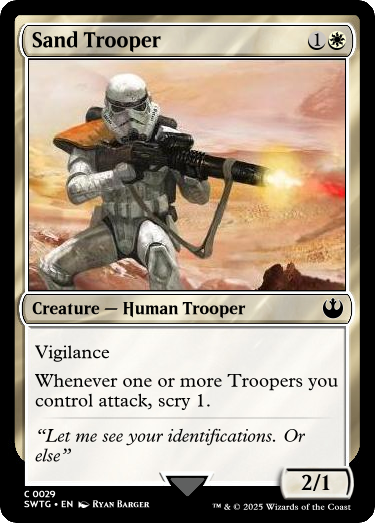 Sand Trooper 1
Creature — Human Trooper
Vigilance
Whenever one or more Troopers you
control attack, scry 1.
“Let me see your identifications. Or
else”
2/1
C 0029
SWTG • EN Ryan Barger
™ & © 2025 Wizards of the Coast